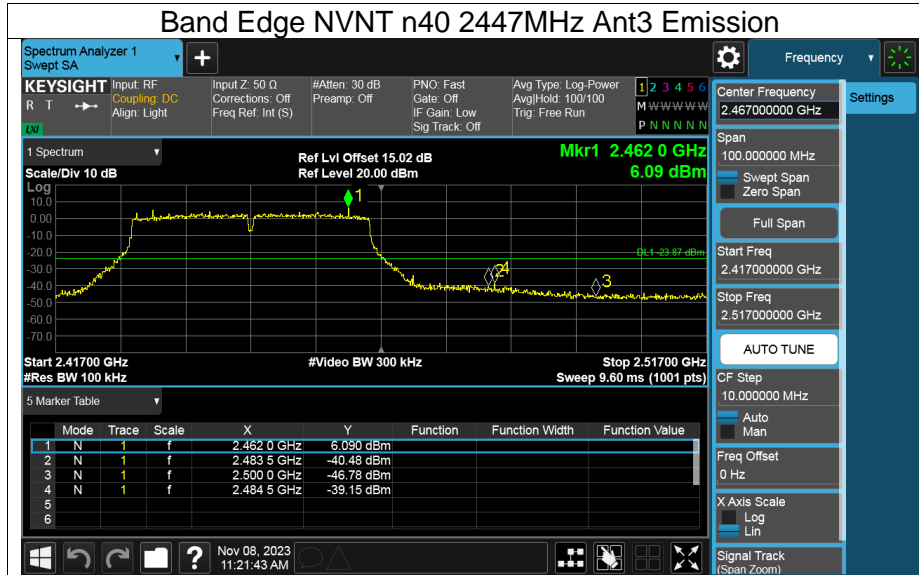 Band Edge NVNT n40 2447MHz Ant3 Emission
Spectrum Analyzer 1
Swept SA
+
Frequency
KEYSIGHT
R T
LXI
Input: RF
Coupling: DC
Align: Light
Input Z: 50 Ω
Corrections: Off
Freq Ref: Int (S)
#Atten: 30 dB
Preamp: Off
PNO: Fast
Gate: Off
IF Gain: Low
Sig Track: Off
Avg Type: Log-Power
Avg|Hold: 100/100
Trig: Free Run
1 2 3 4 5 6
M W W W W W
P N N N N N
1 Spectrum
Scale/Div 10 dB
Ref Lvl Offset 15.02 dB
Ref Level 20.00 dBm
Mkr1 2.462 0 GHz
6.09 dBm
Log
10.0
0.00
-10.0
-20.0
-30.0
-40.0
-50.0
-60.0
-70.0
1
DL1 -23.87 dBm
2
4
3
Start 2.41700 GHz
#Video BW 300 kHz
Stop 2.51700 GHz
#Res BW 100 kHz
Sweep 9.60 ms (1001 pts)
5 Marker Table
Mode Trace Scale X Y Function Function Width Function Value
1 N 1 f 2.462 0 GHz 6.090 dBm
2 N 1 f 2.483 5 GHz -40.48 dBm
3 N 1 f 2.500 0 GHz -46.78 dBm
4 N 1 f 2.484 5 GHz -39.15 dBm
5
6
?
Nov 08, 2023
11:21:43 AM
Center Frequency
2.467000000 GHz
Settings
Span
100.000000 MHz
Swept Span
Zero Span
Full Span
Start Freq
2.417000000 GHz
Stop Freq
2.517000000 GHz
AUTO TUNE
CF Step
10.000000 MHz
Auto
Man
Freq Offset
0 Hz
X Axis Scale
Log
Lin
Signal Track
(Span Zoom)